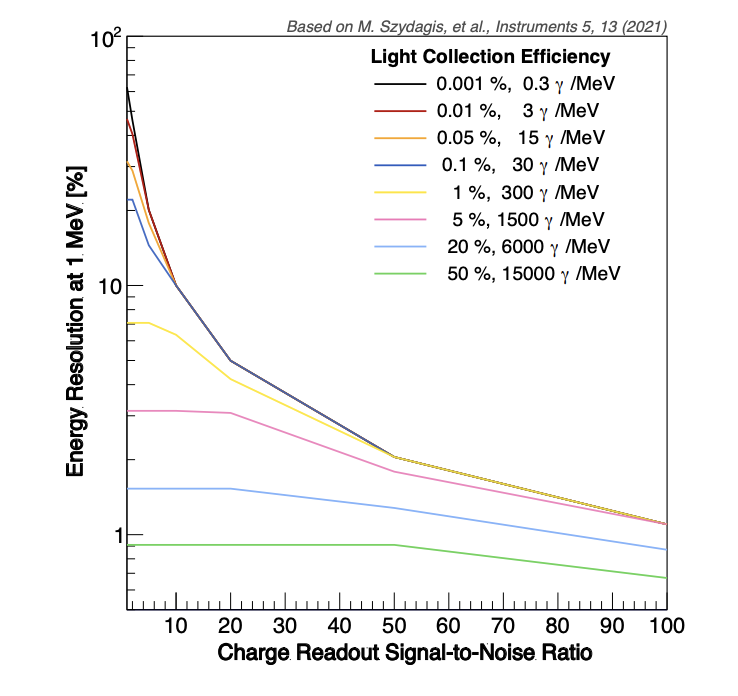 Based on M. Szydagis, et al., Instruments 5, 13 (2021)
10²
Light Collection Efficiency
0.001 %, 0.3 γ /MeV
0.01 %, 3 γ /MeV
0.05 %, 15 γ /MeV
0.1 %, 30 γ /MeV
1 %, 300 γ /MeV
5 %, 1500 γ /MeV
20 %, 6000 γ /MeV
50 %, 15000 γ /MeV
Energy Resolution at 1 MeV [%]
10
1
10 20 30 40 50 60 70 80 90 100
Charge Readout Signal-to-Noise Ratio